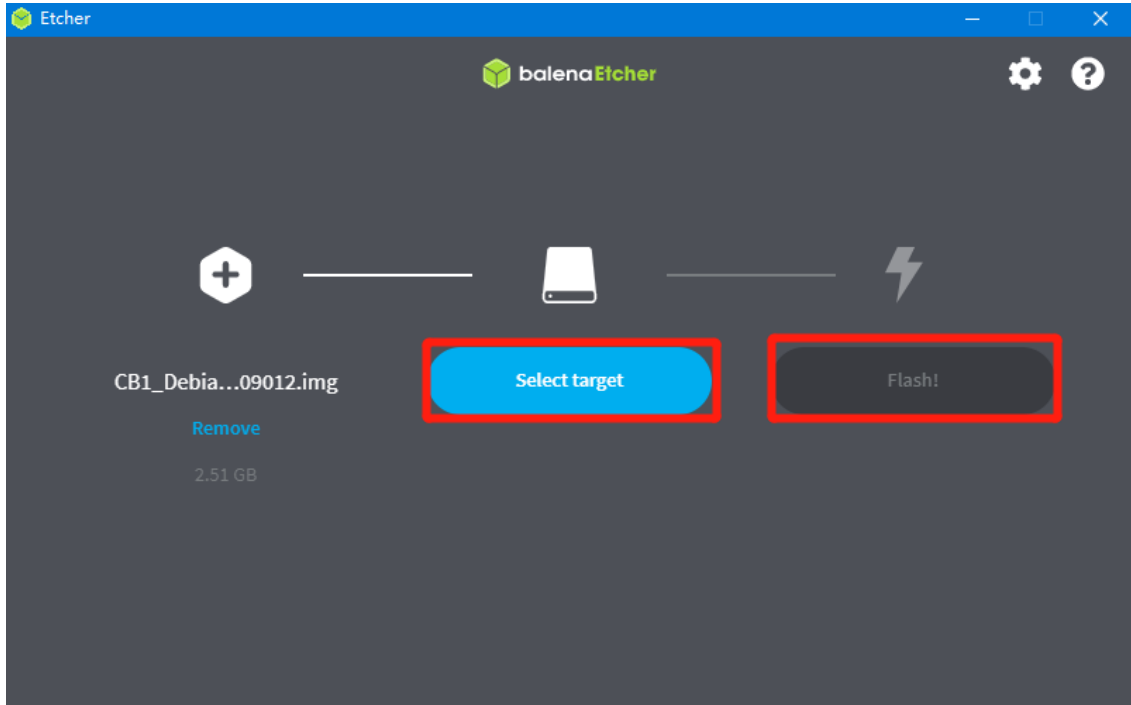 Etcher
balenaEtcher
CB1_Debia...09012.img
Select target
Flash!
Remove
2.51 GB